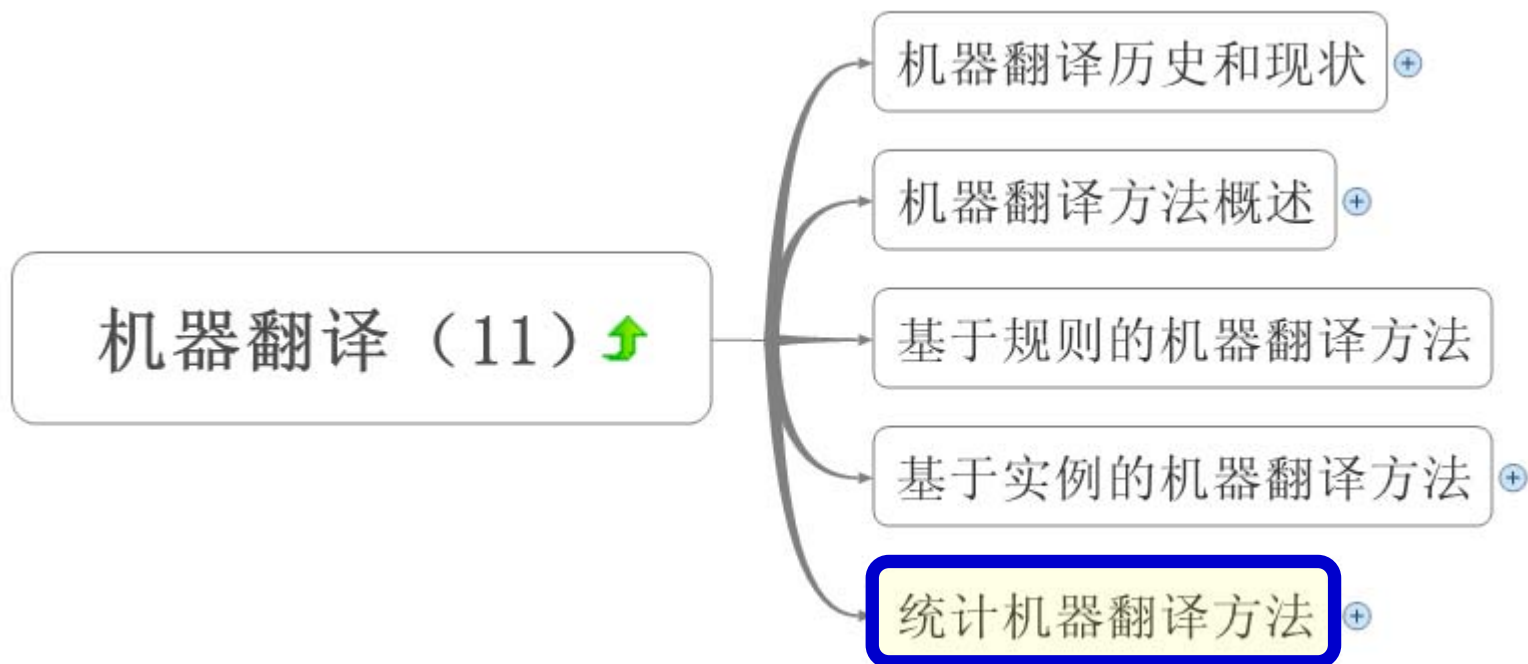 机器翻译历史和现状
机器翻译方法概述
机器翻译（11）
基于规则的机器翻译方法
基于实例的机器翻译方法
统计机器翻译方法